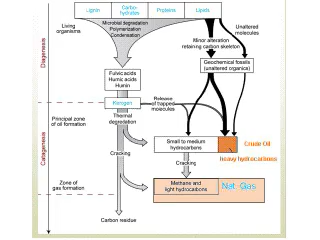 Lignin
Carbo-
hydrates
Proteins
Lipids
Living
organisms
Microbial degradation
Polymerization
Condensation
Unaltered
molecules
Minor alteration
retaining carbon skeleton
Diagenesis
Fulvic acids
Humic acids
Humin
Geochemical fossils
(unaltered organics)
Kerogen
Release
of trapped
molecules
Principal zone
of oil formation
Thermal
degradation
Catagenesis
Small to medium
hydrocarbons
Crude Oil
heavy hydrocarbons
Cracking
Cracking
Zone of
gas formation
Methane and
light hydrocarbons
Nat. Gas
Carbon residue